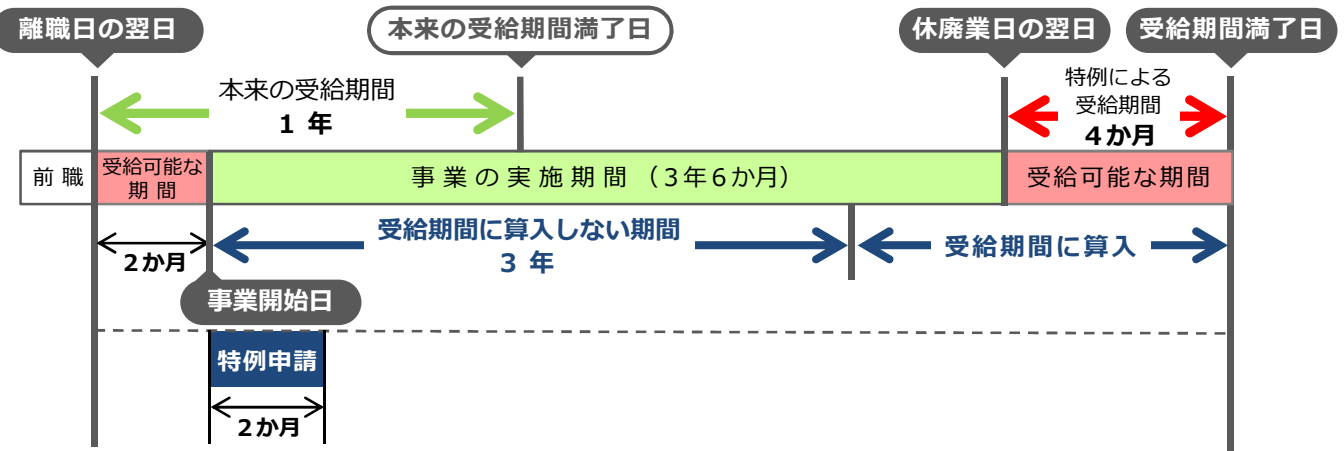 離職日の翌日
本来の受給期間満了日
休廃業日の翌日
受給期間満了日
本来の受給期間
1 年
特例による
受給期間
4か月
前 職
受給可能な
期 間
事 業 の 実 施 期 間 （3年6か月）
受給可能な期間
2か月
受給期間に算入しない期間
3 年
受給期間に算入
事業開始日
特例申請
2か月